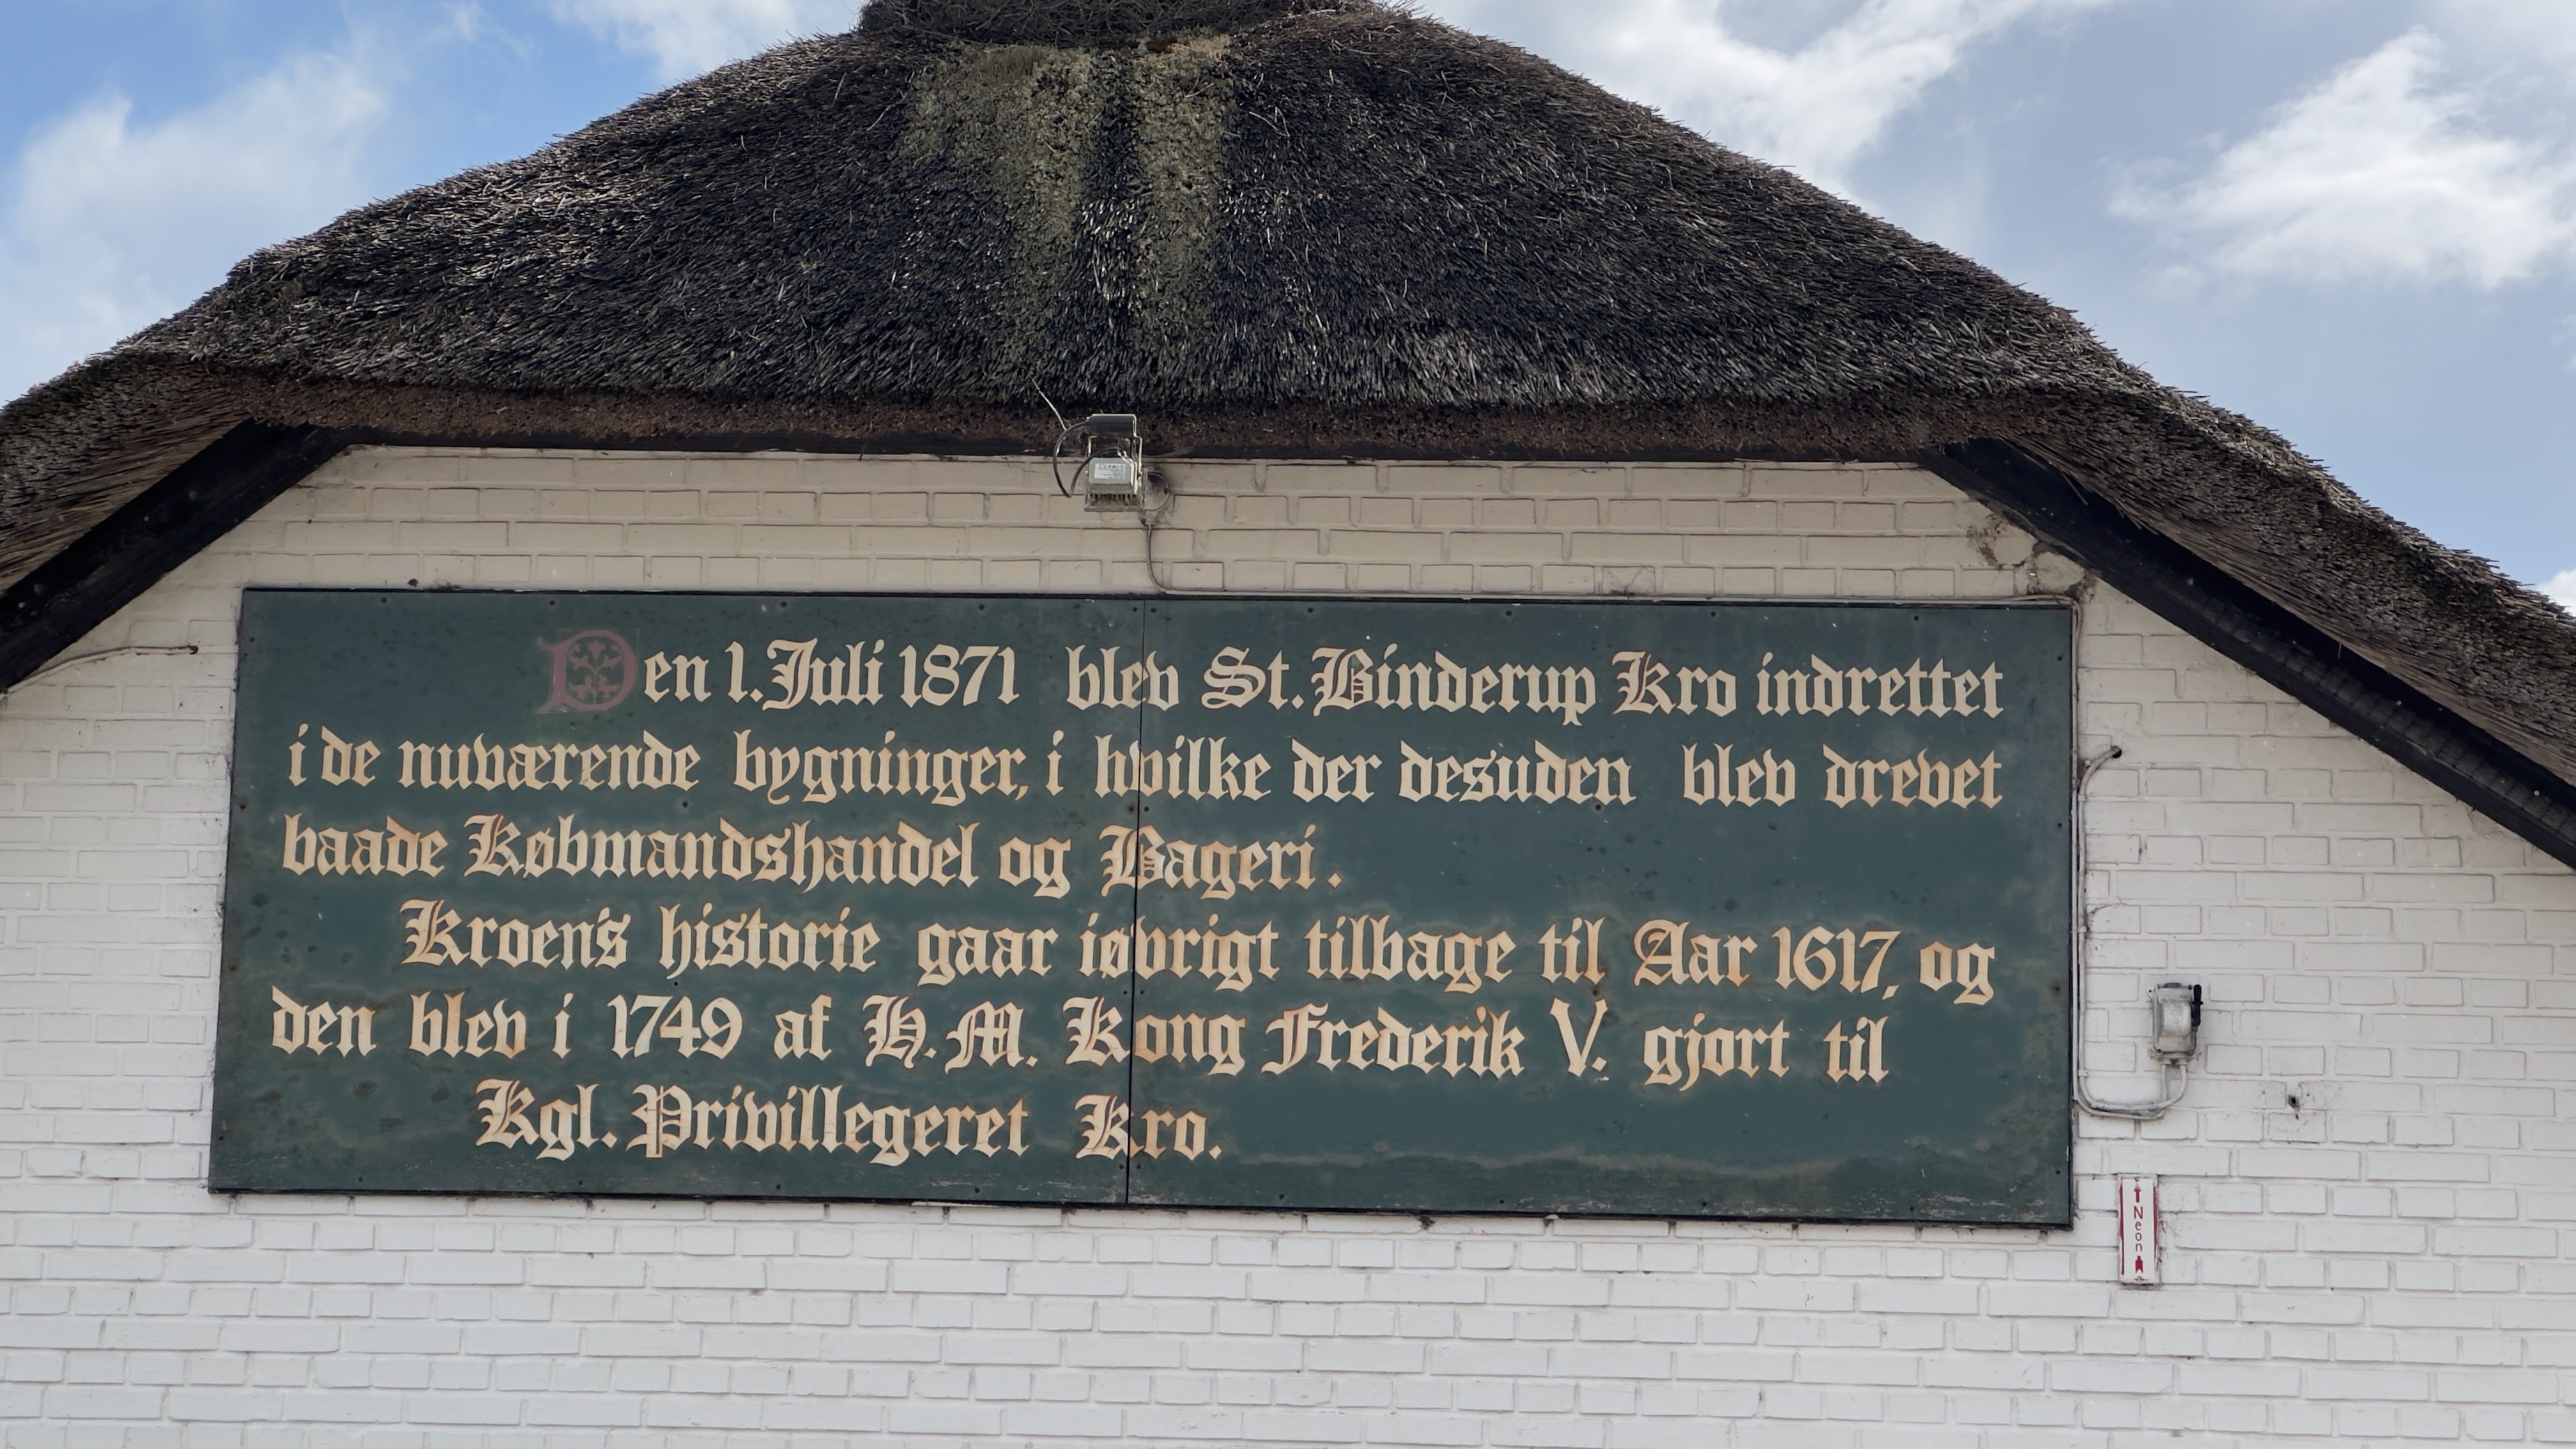 Den 1. Juli 1871 blev St. Binderup Kro indrettet
i de nuværende bygninger, i hvilke der desuden blev drevet
baade Købmandshandel og Bageri.
Kroen's historie gaar iøvrigt tilbage til Aar 1617, og
den blev i 1749 af H.M. Kong Frederik V. gjort til
Kgl. Privillegeret Kro.
Neon